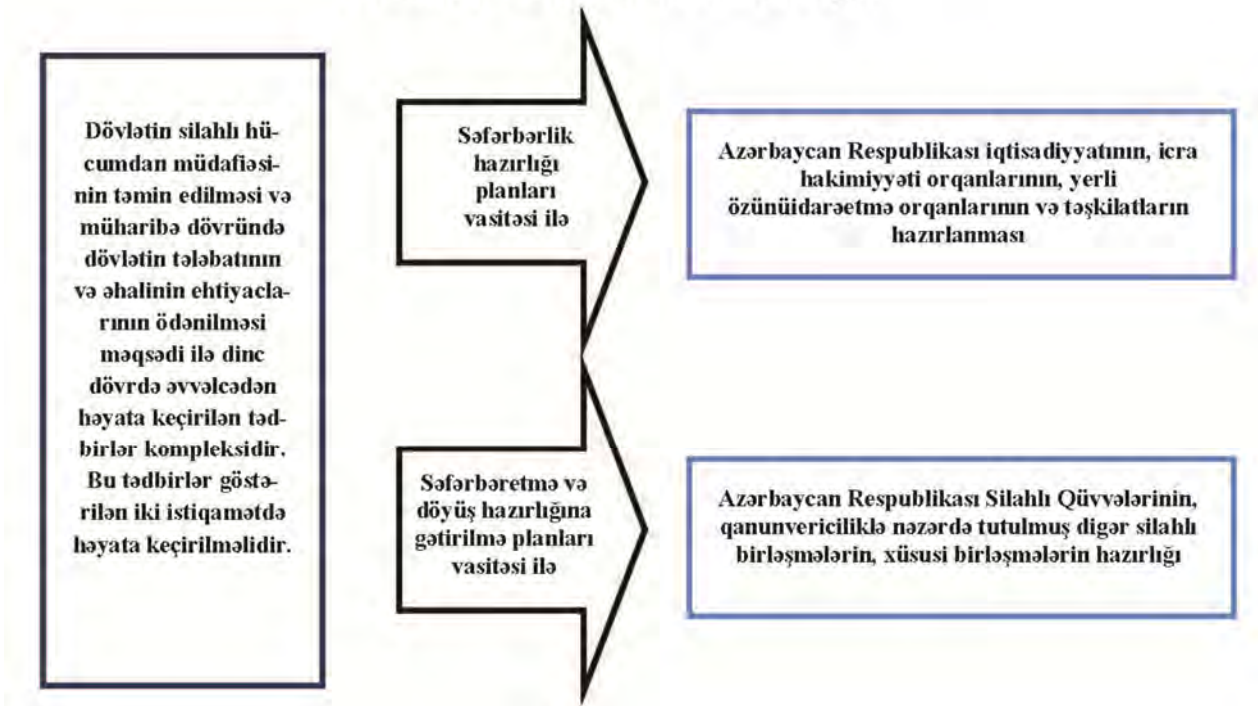 Dövlətin silahlı hü-
cumdan müdafiəsi-
nin təmin edilməsi və
müharibə dövründə
dövlətin tələbatının
və əhalinin ehtiyacla-
rının ödənilməsi
məqsədi ilə dinc
dövrdə əvvəlcədən
həyata keçirilən təd-
birlər kompleksidir.
Bu tədbirlər göstə-
rilən iki istiqamətdə
həyata keçirilməlidir.
Səfərbərlik
hazırlığı
planları
vasitəsi ilə
Azərbaycan Respublikası iqtisadiyyatının, icra
hakimiyyəti orqanlarının, yerli
özünüidarəetmə orqanlarının və təşkilatların
hazırlanması
Səfərbəretmə və
döyüş hazırlığına
gətirilmə planları
vasitəsi ilə
Azərbaycan Respublikası Silahlı Qüvvələrinin,
qanunvericiliklə nəzərdə tutulmuş digər silahlı
birləşmələrin, xüsusi birləşmələrin hazırlığı